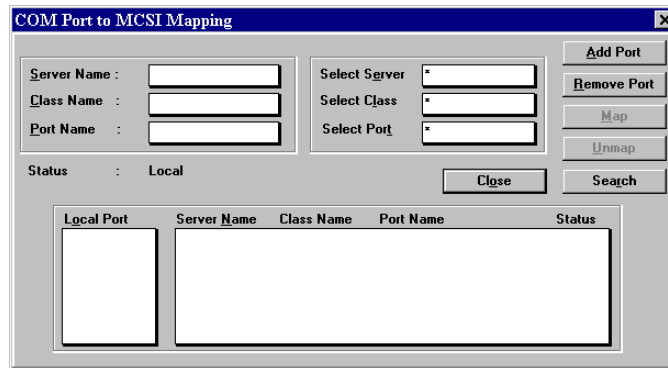 COM Port to MCSI Mapping
Server Name :
Class Name :
Port Name :
Select Server *
Select Class *
Select Port *
Add Port
Remove Port
Map
Unmap
Search
Status : Local
Close
Local Port
Server Name Class Name Port Name Status